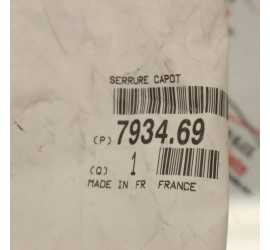 SERRURE CAPOT
(P) 7934.69
(Q) 1
MADE IN FR FRANCE